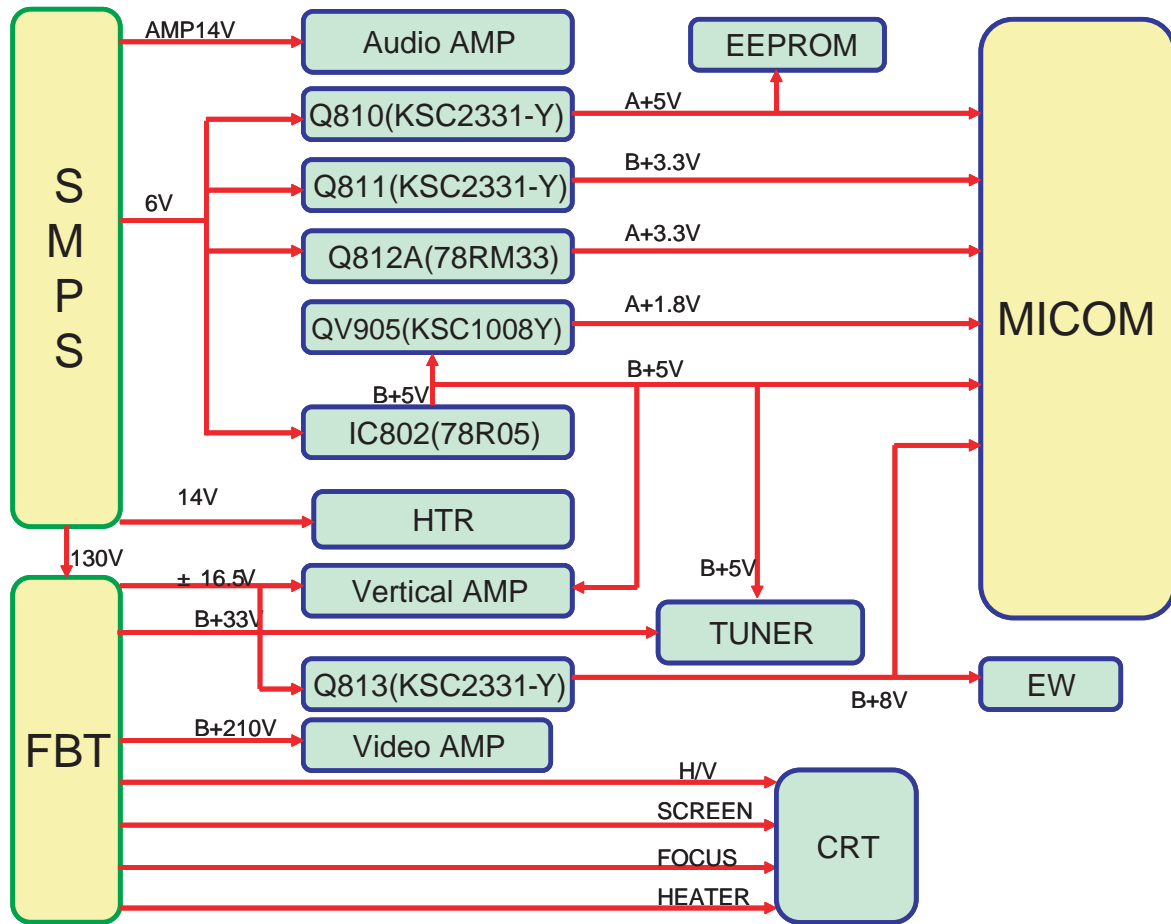 SMPS
AMP14V
Audio AMP
EEPROM
MICOM
Q810(KSC2331-Y)
A+5V
6V
Q811(KSC2331-Y)
B+3.3V
Q812A(78RM33)
A+3.3V
QV905(KSC1008Y)
A+1.8V
B+5V
B+5V
IC802(78R05)
14V
HTR
130V
± 16.5V
Vertical AMP
B+5V
B+33V
TUNER
Q813(KSC2331-Y)
B+8V
EW
FBT
B+210V
Video AMP
H/V
SCREEN
CRT
FOCUS
HEATER